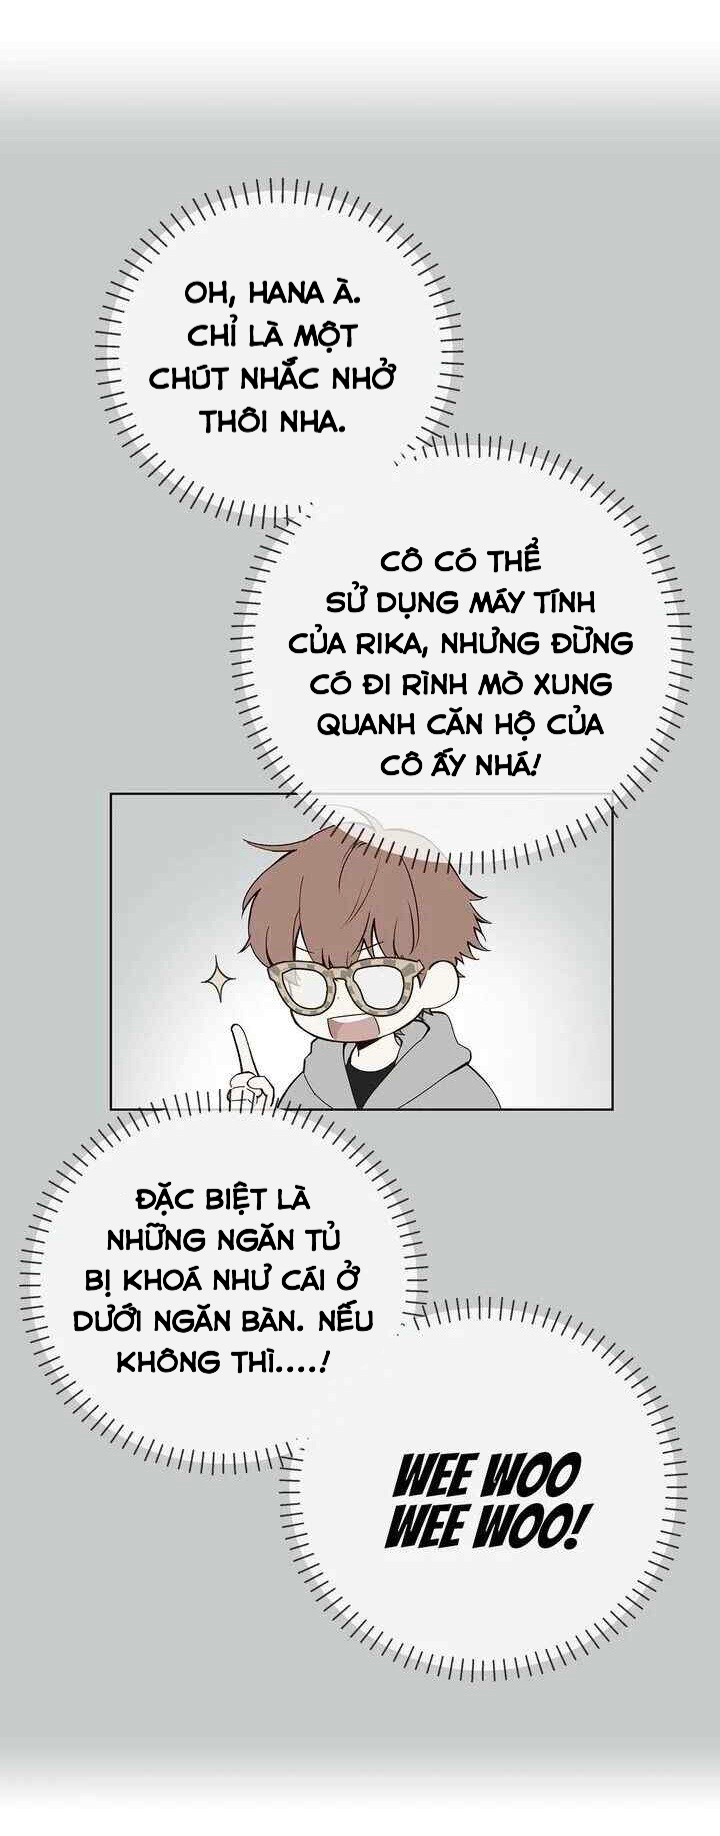 OH, HANA À.
CHỈ LÀ MỘT
CHÚT NHẮC NHỞ
THÔI NHA.
CÔ CÓ THỂ
SỬ DỤNG MÁY TÍNH
CỦA RIKA, NHƯNG ĐỪNG
CÓ ĐI RÌNH MÒ XUNG
QUANH CĂN HỘ CỦA
CÔ ẤY NHÁ!
ĐẶC BIỆT LÀ
NHỮNG NGĂN TỦ
BỊ KHOÁ NHƯ CÁI Ở
DƯỚI NGĂN BÀN. NẾU
KHÔNG THÌ....!
WEE WOO
WEE WOO!